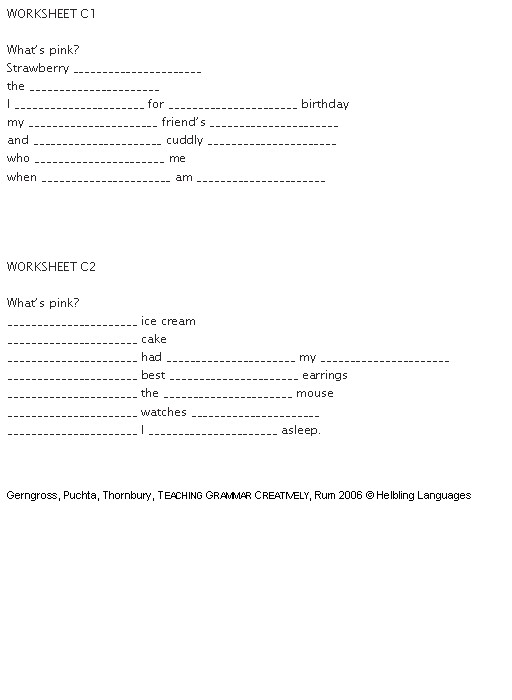 WORKSHEET C1
What's pink?
Strawberry ____________________
the ____________________
I ____________________ for ____________________ birthday
my ____________________ friend's ____________________
and ____________________ cuddly ____________________
who ____________________ me
when ____________________ am ____________________
WORKSHEET C2
What's pink?
____________________ ice cream
____________________ cake
____________________ had ____________________ my ____________________
____________________ best ____________________ earrings
____________________ the ____________________ mouse
____________________ watches ____________________
____________________ I ____________________ asleep.
Gerngross, Puchta, Thornbury, TEACHING GRAMMAR CREATIVELY, Rum 2006 © Helbling Languages